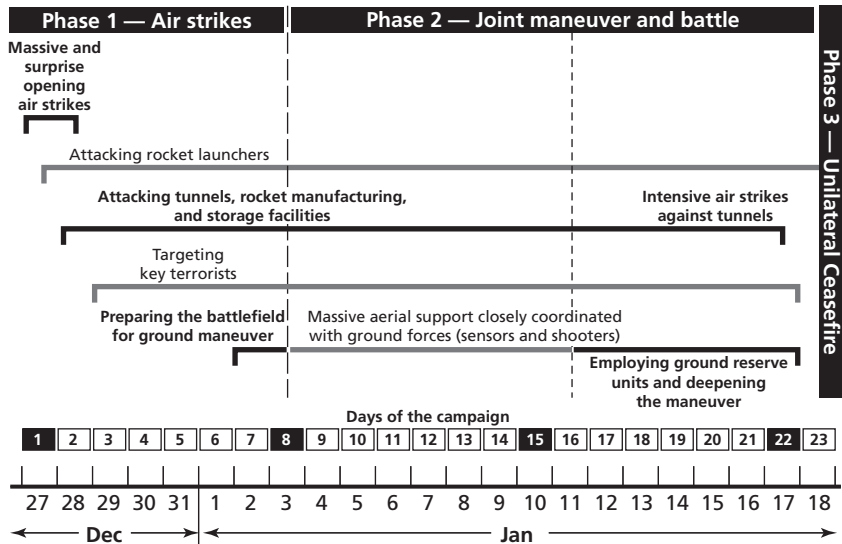 Phase 1 — Air strikes
Phase 2 — Joint maneuver and battle
Phase 3 — Unilateral Ceasefire
Massive and
surprise
opening
air strikes
Attacking rocket launchers
Attacking tunnels, rocket manufacturing,
and storage facilities
Intensive air strikes
against tunnels
Targeting
key terrorists
Preparing the battlefield
for ground maneuver
Massive aerial support closely coordinated
with ground forces (sensors and shooters)
Employing ground reserve
units and deepening
the maneuver
Days of the campaign
1 2 3 4 5 6 7 8 9 10 11 12 13 14 15 16 17 18 19 20 21 22 23
27 28 29 30 31 1 2 3 4 5 6 7 8 9 10 11 12 13 14 15 16 17 18
Dec Jan